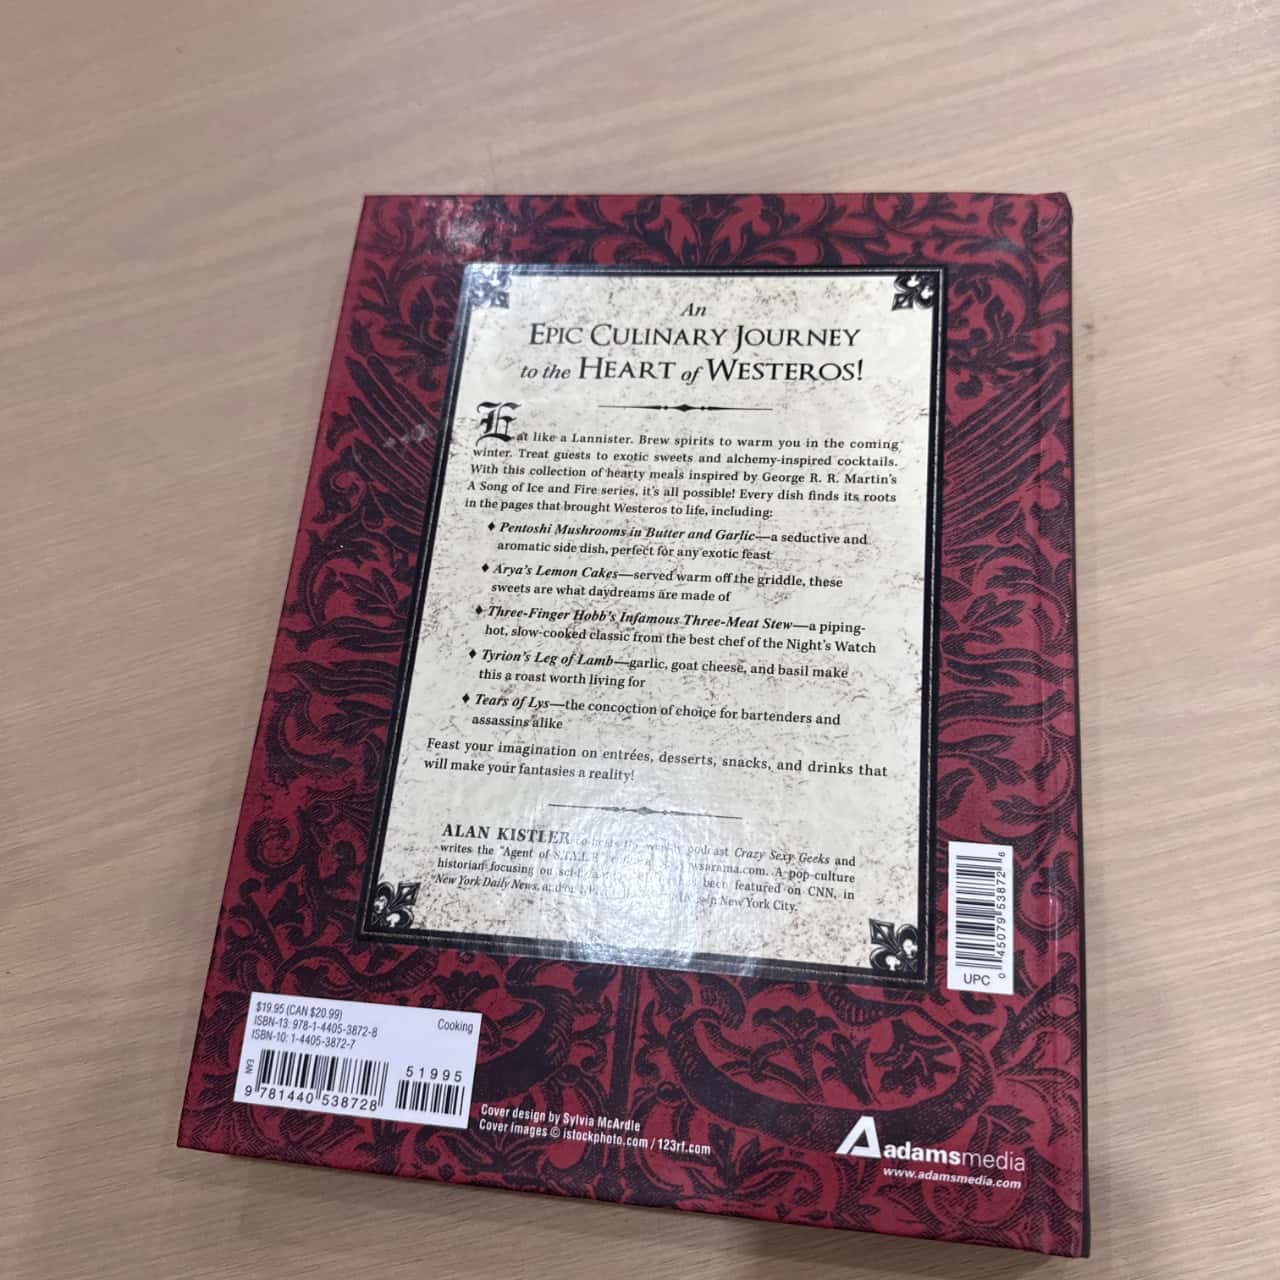 An
EPIC CULINARY JOURNEY
to the HEART of WESTEROS!
Eat like a Lannister. Brew spirits to warm you in the coming
winter. Treat guests to exotic sweets and alchemy-inspired cocktails.
With this collection of hearty meals inspired by George R. R. Martin's
A Song of Ice and Fire series, it's all possible! Every dish finds its roots
in the pages that brought Westeros to life, including:
♦ Pentoshi Mushrooms in Butter and Garlic—a seductive and
aromatic side dish, perfect for any exotic feast
♦ Arya's Lemon Cakes—served warm off the griddle, these
sweets are what daydreams are made of
♦ Three-Finger Hobb's Infamous Three-Meat Stew—a piping-
hot, slow-cooked classic from the best chef of the Night's Watch
♦ Tyrion's Leg of Lamb—garlic, goat cheese, and basil make
this a roast worth living for
♦ Tears of Lys—the concoction of choice for bartenders and
assassins alike
Feast your imagination on entrées, desserts, snacks, and drinks that
will make your fantasies a reality!
ALAN KISTLER podcast Crazy Sexy Geeks and
writes the "Agent of A pop-culture
historian focusing on been featured on CNN, in
New York Daily News, in New York City.
045079 53872 6
UPC
$19.95 (CAN $20.99)
Cooking
ISBN-13: 978-1-4405-3872-8
ISBN-10: 1-4405-3872-7
EAN
51995
9 781440 538728
Cover design by Sylvia McArdle
Cover images © istockphoto.com / 123rf.com
adamsmedia
www.adamsmedia.com